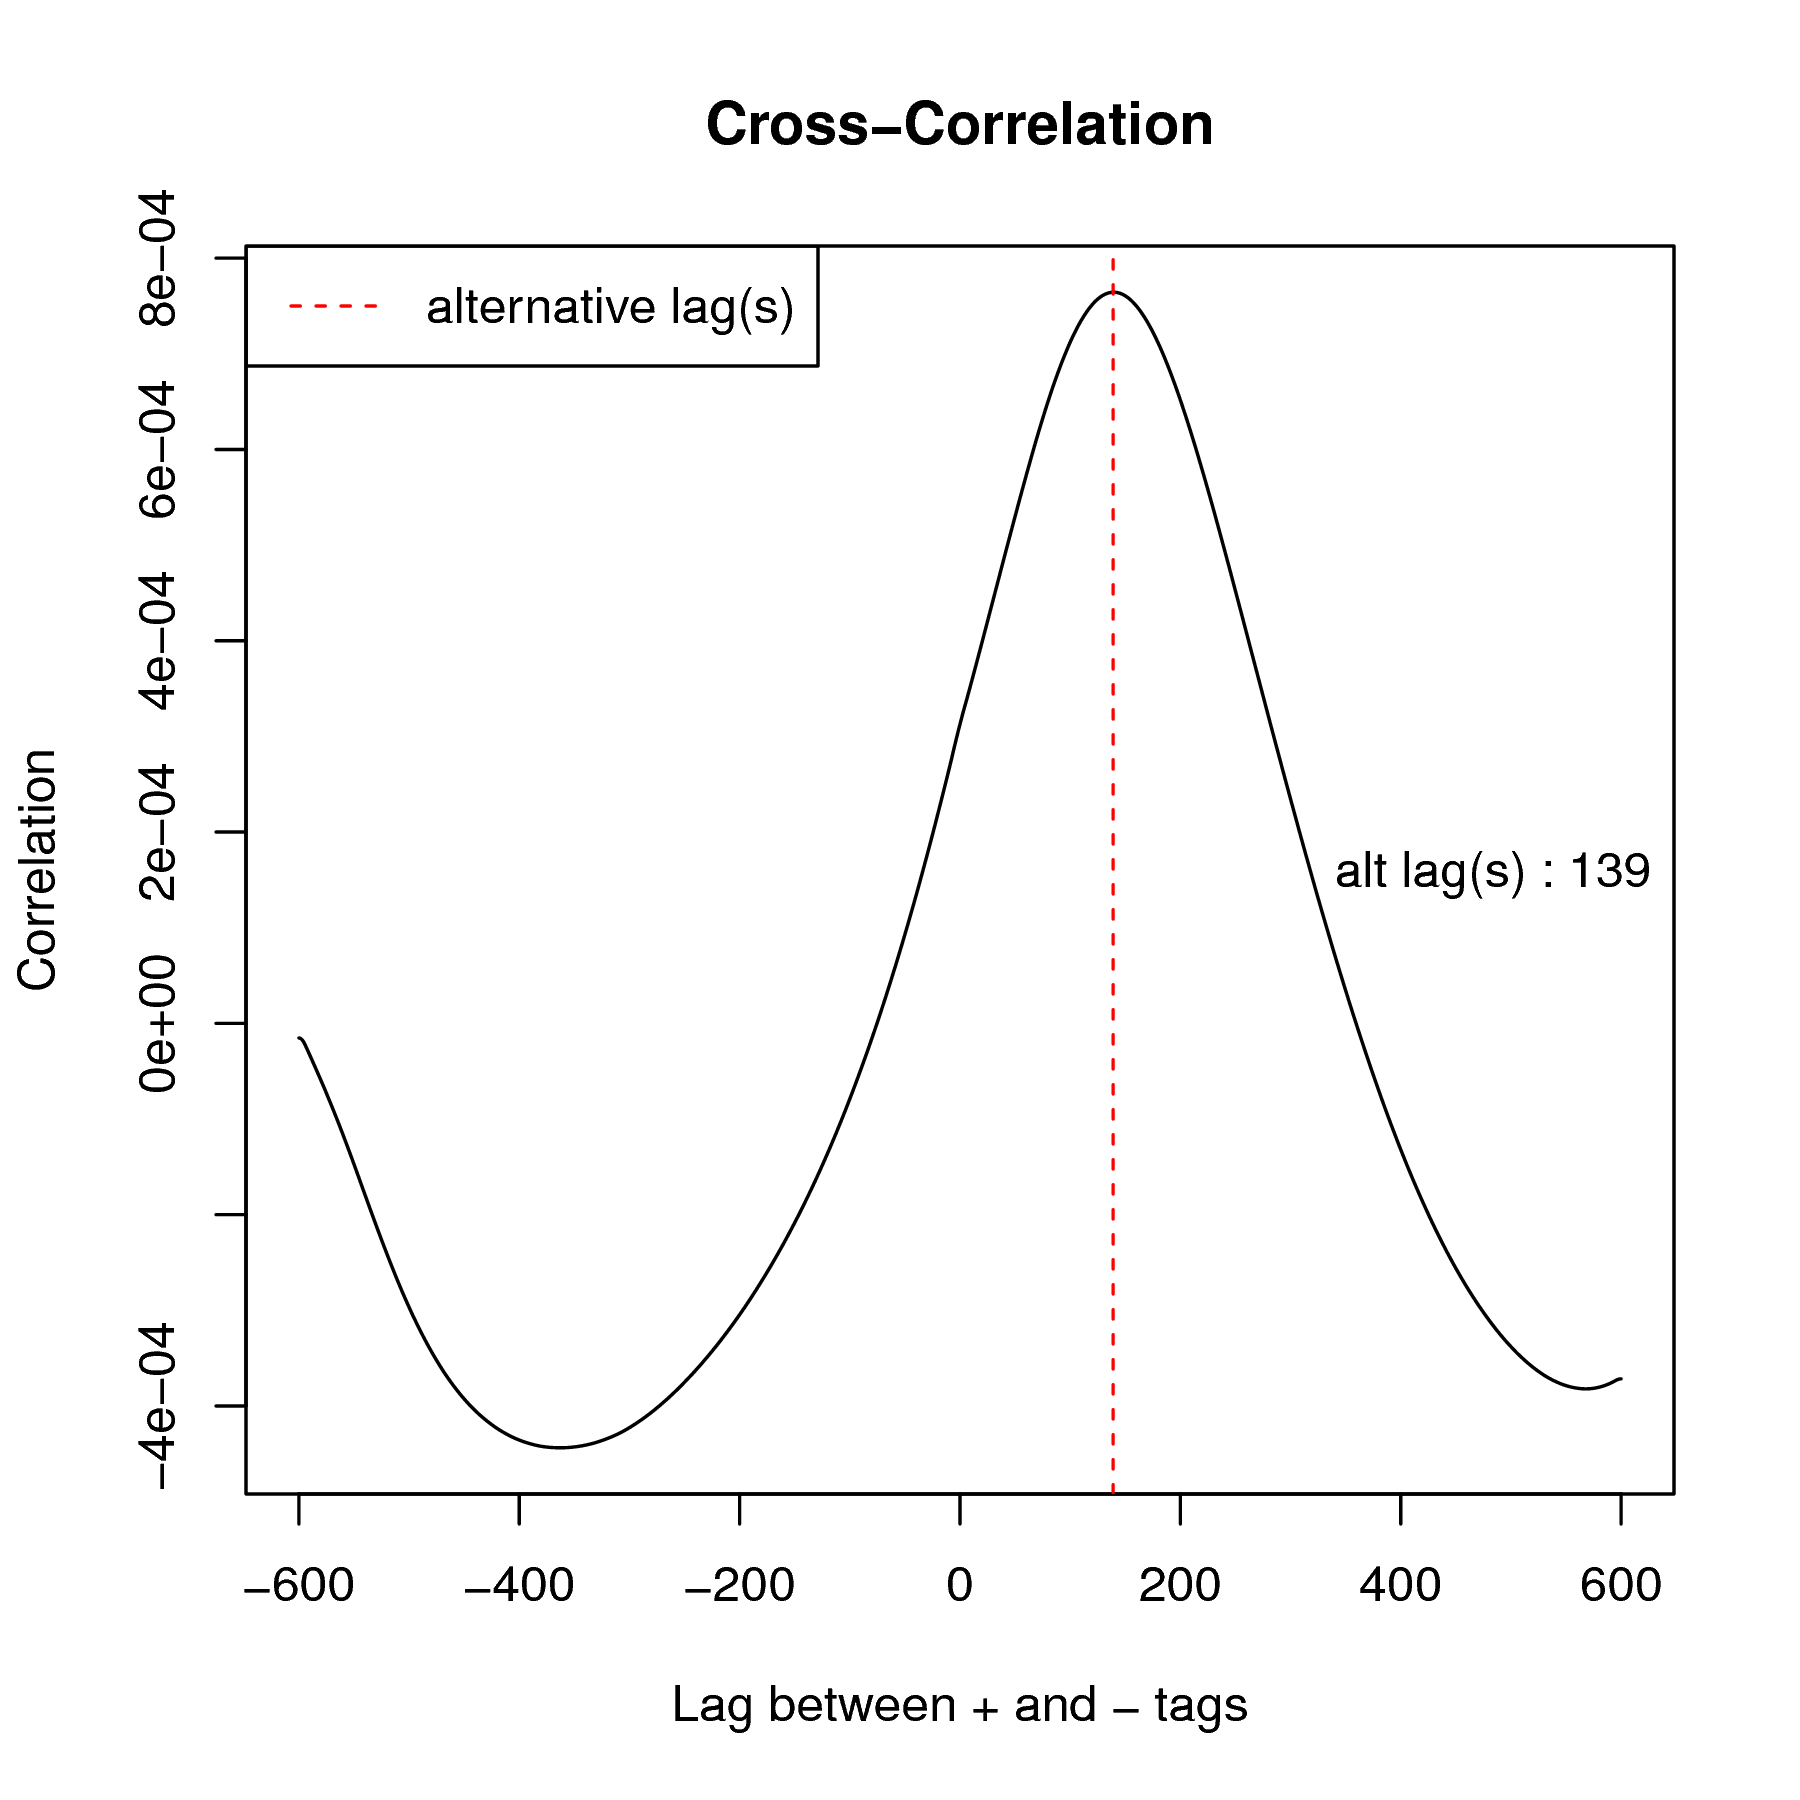 Cross−Correlation
alternative lag(s)
alt lag(s) : 139
Correlation
8e−04
6e−04
4e−04
2e−04
0e+00
−4e−04
−600 −400 −200 0 200 400 600
Lag between + and − tags